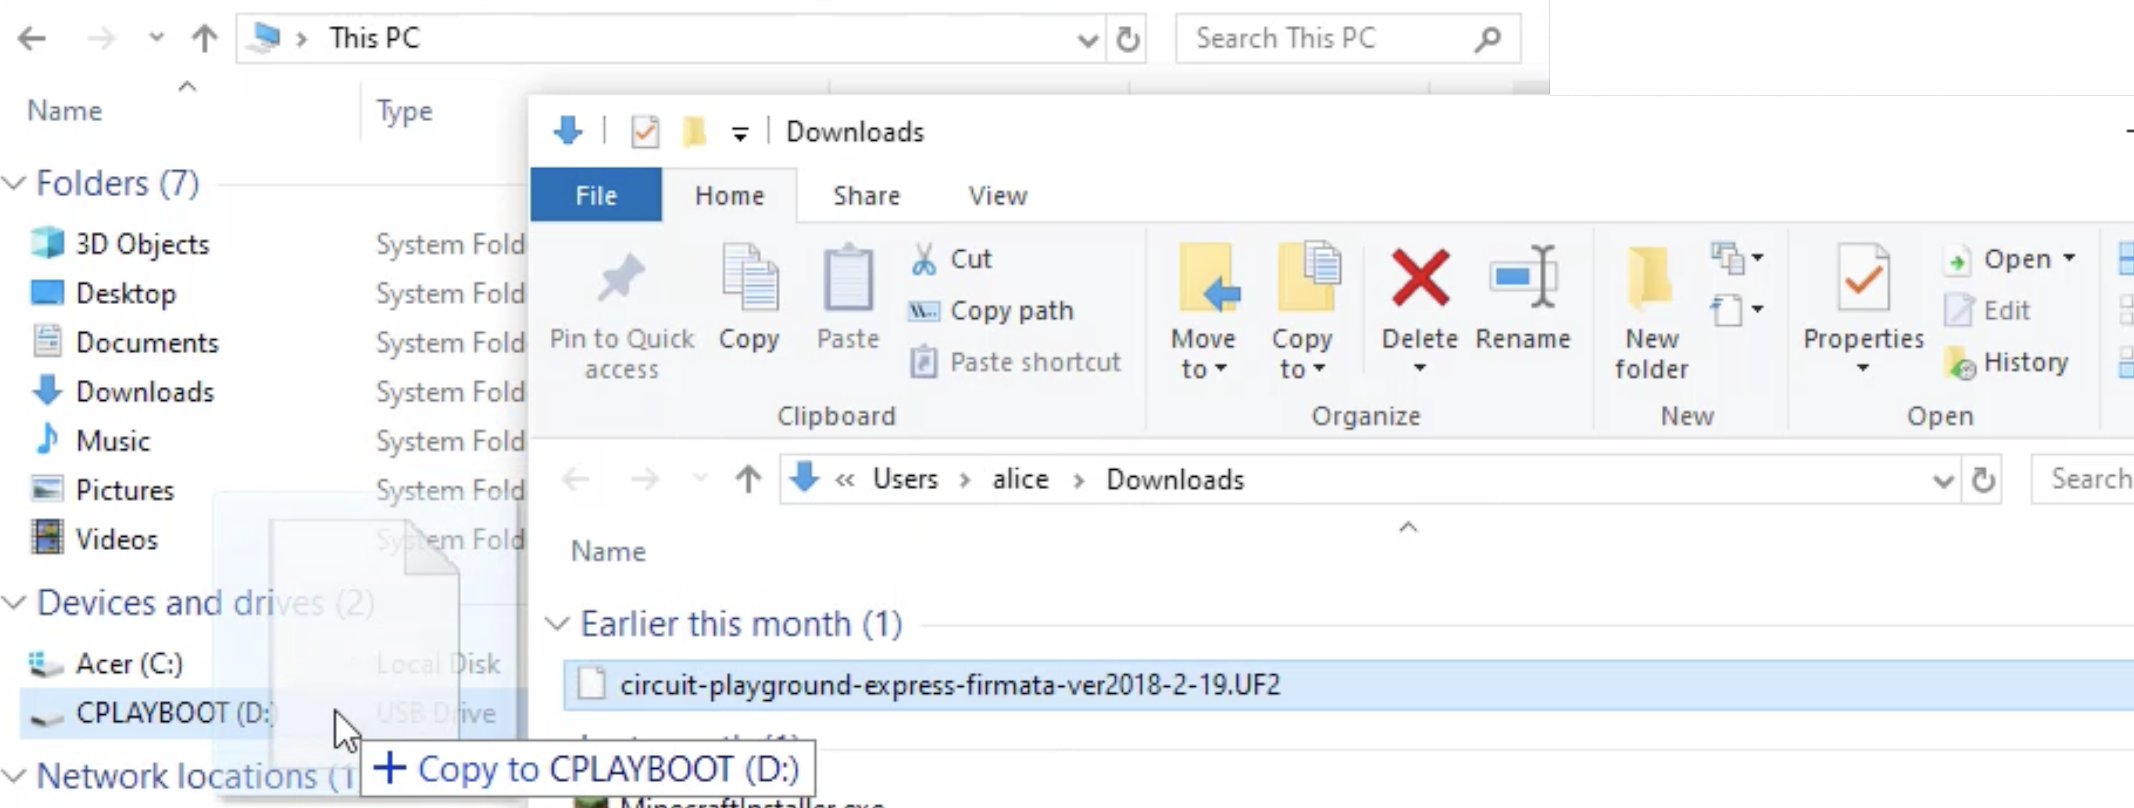 This PC
Search This PC
Name
Type
Folders (7)
3D Objects
System Fold
Desktop
System Fold
Documents
System Fold
Downloads
System Fold
Music
System Fold
Pictures
System Fold
Videos
System Fold
Devices and drives (2)
Acer (C:)
Local Disk
CPLAYBOOT (D:)
USB Drive
Network locations (1
Copy to CPLAYBOOT (D:)
Downloads
File
Home
Share
View
Pin to Quick
access
Copy
Paste
Cut
Copy path
Paste shortcut
Clipboard
Move
to
Copy
to
Delete
Rename
Organize
New
folder
New
Properties
Open
Edit
History
Open
« Users > alice > Downloads
Search
Name
Earlier this month (1)
circuit-playground-express-firmata-ver2018-2-19.UF2
MinecraftInstaller.exe